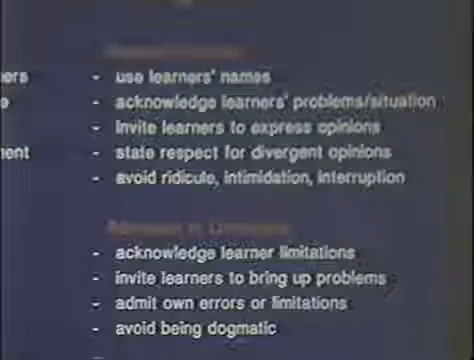 - use learners' names
- acknowledge learners' problems/situation
- invite learners to express opinions
- state respect for divergent opinions
- avoid ridicule, intimidation, interruption
- acknowledge learner limitations
- invite learners to bring up problems
- admit own errors or limitations
- avoid being dogmatic